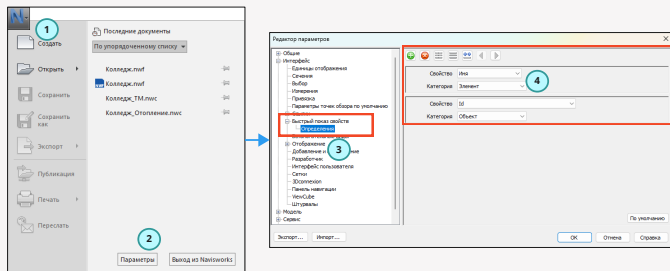 N
1
Создать
Открыть
Сохранить
Сохранить
как
Экспорт
Публикация
Печать
Переслать
Последние документы
По упорядоченному списку
Колледж.nwf
Колледж.nwf
Колледж_ТМ.nwc
Колледж_Отопление.nwc
2
Параметры
Выход из Navisworks
Редактор параметров
Общие
Интерфейс
Единицы отображения
Сечения
Выбор
Измерения
Привязка
Параметры точек обзора по умолчанию
Быстрый показ свойств
Определения
3
Отображение
Добавление и
Разработчик
Интерфейс пользователя
Сетки
3Dconnexion
Панель навигации
ViewCube
Штурвалы
Модель
Сервис
Свойство Имя
Категория Элемент
4
Свойство Id
Категория Объект
По умолчанию
Экспорт... Импорт...
ОК Отмена Справка